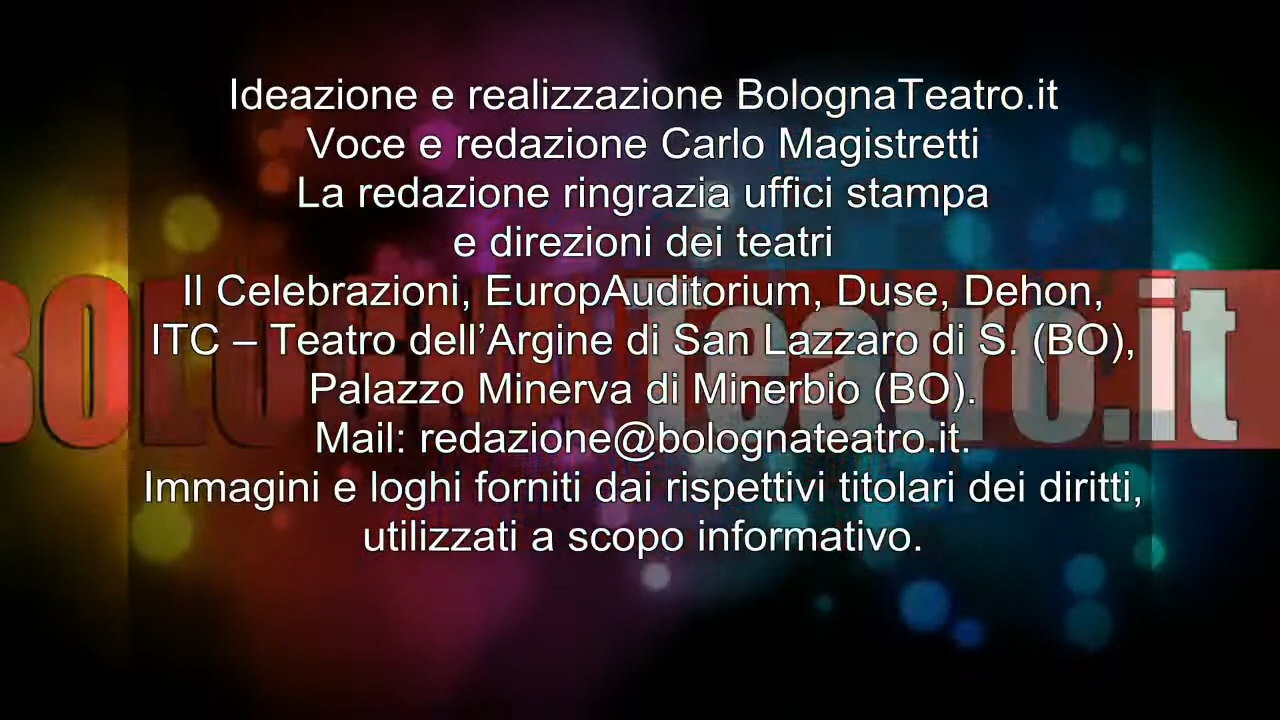 Ideazione e realizzazione BolognaTeatro.it
Voce e redazione Carlo Magistretti
La redazione ringrazia uffici stampa
e direzioni dei teatri
Il Celebrazioni, EuropAuditorium, Duse, Dehon,
ITC – Teatro dell’Argine di San Lazzaro di S. (BO),
Palazzo Minerva di Minerbio (BO).
Mail: redazione@bolognateatro.it.
Immagini e loghi forniti dai rispettivi titolari dei diritti,
utilizzati a scopo informativo.
BOLOGNATeatro.it